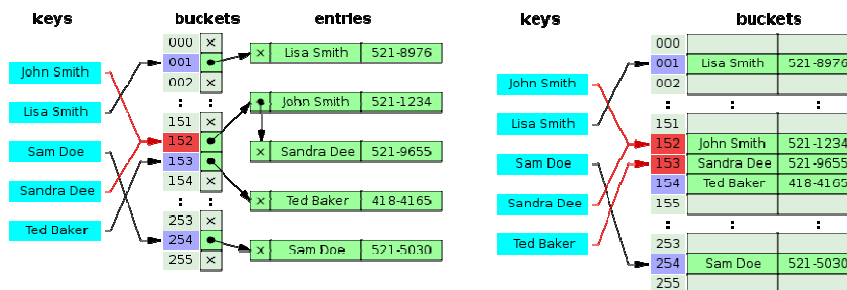 keys
buckets
entries
John Smith
Lisa Smith
Sam Doe
Sandra Dee
Ted Baker
000 x
001
002 x
: :
151 x
152
153
154 x
: :
253 x
254
255 x
x Lisa Smith 521-8976
John Smith 521-1234
x Sandra Dee 521-9655
x Ted Baker 418-4165
x Sam Doe 521-5030
keys
buckets
John Smith
Lisa Smith
Sam Doe
Sandra Dee
Ted Baker
000
001 Lisa Smith 521-8976
002
: : :
151
152 John Smith 521-1234
153 Sandra Dee 521-9655
154 Ted Baker 418-4165
155
: : :
253
254 Sam Doe 521-5030
255